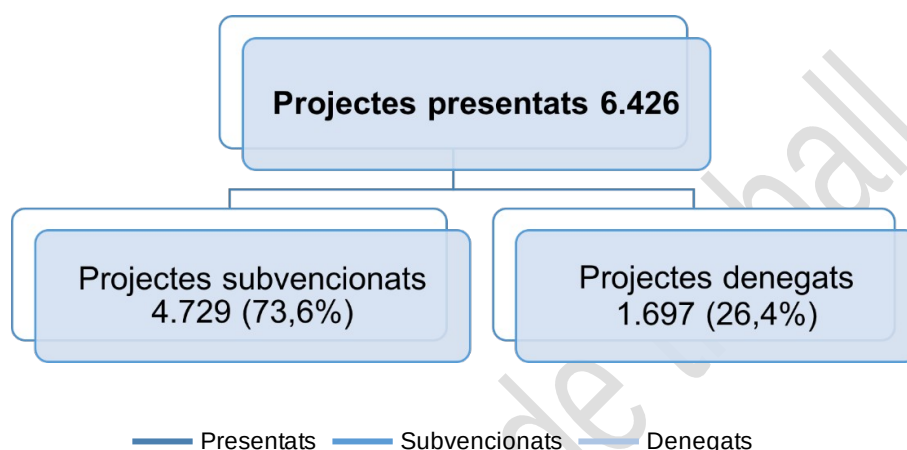 Projectes presentats 6.426
Projectes subvencionats
4.729 (73,6%)
Projectes denegats
1.697 (26,4%)
Presentats Subvencionats Denegats